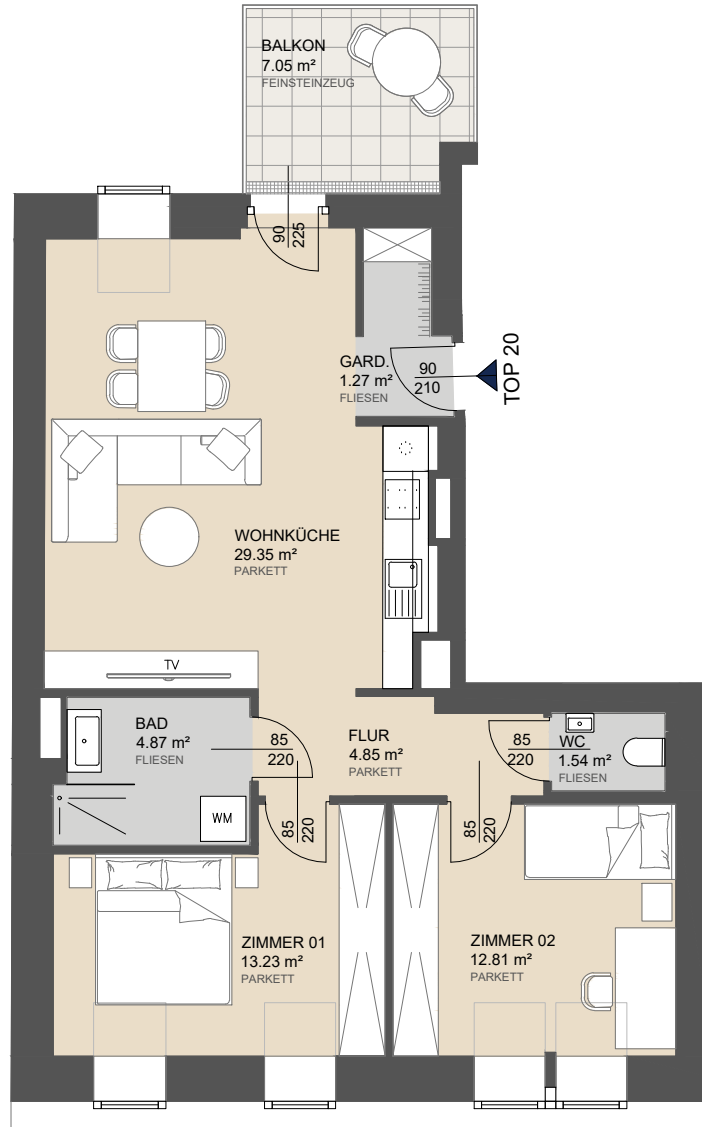 BALKON
7.05 m²
FEINSTEINZEUG
90
225
GARD.
1.27 m²
FLIESEN
90
210
TOP 20
WOHNKÜCHE
29.35 m²
PARKETT
TV
BAD
4.87 m²
FLIESEN
85
220
FLUR
4.85 m²
PARKETT
85
220
WC
1.54 m²
FLIESEN
WM
85
220
85
220
ZIMMER 01
13.23 m²
PARKETT
ZIMMER 02
12.81 m²
PARKETT